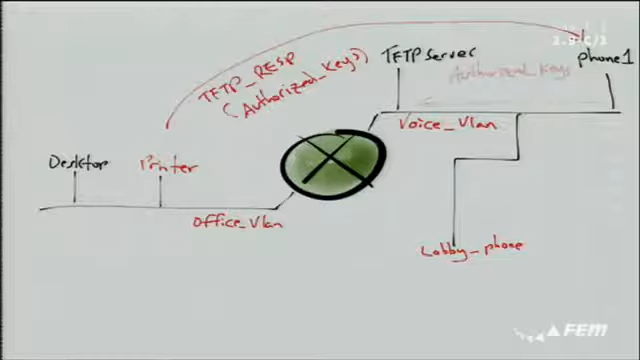 TFTP Server
phone1
TFTP_RESP
(Authorized_Keys)
Authorized_Keys
Voice_Vlan
Desktop
Printer
Office_Vlan
Lobby_phone
FEM